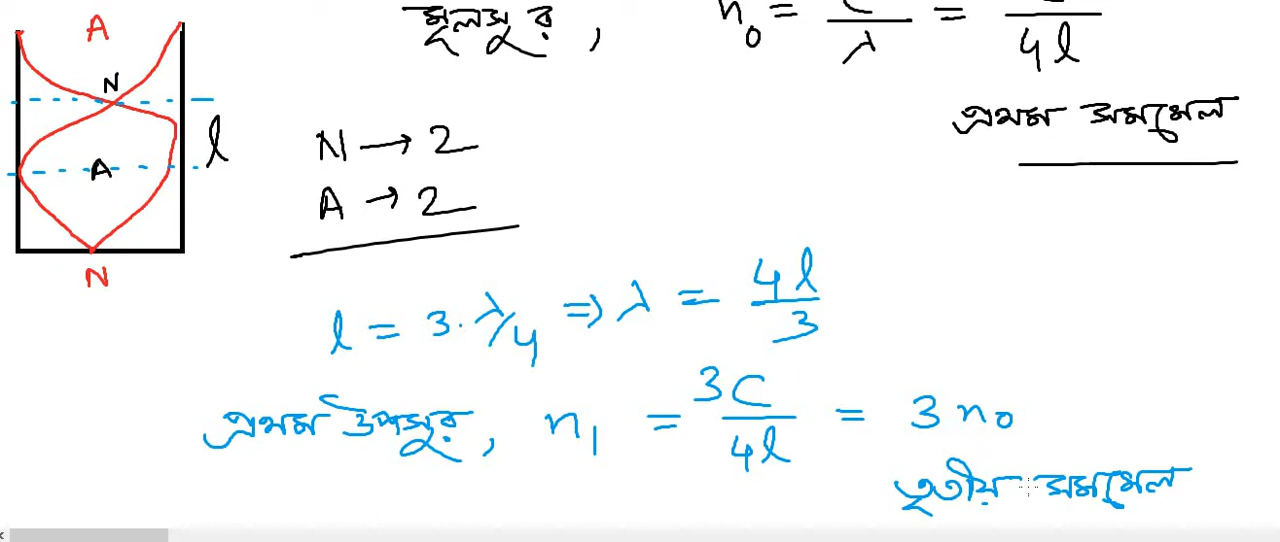 A
মূলসুর, n₀ = C/λ = C/4l
N
N → 2
প্রথম সমমেল
l
A
A → 2
N
l = 3·λ/4 ⇒ λ = 4l/3
প্রথম উপসুর, n₁ = 3C/4l = 3n₀
তৃতীয় সমমেল